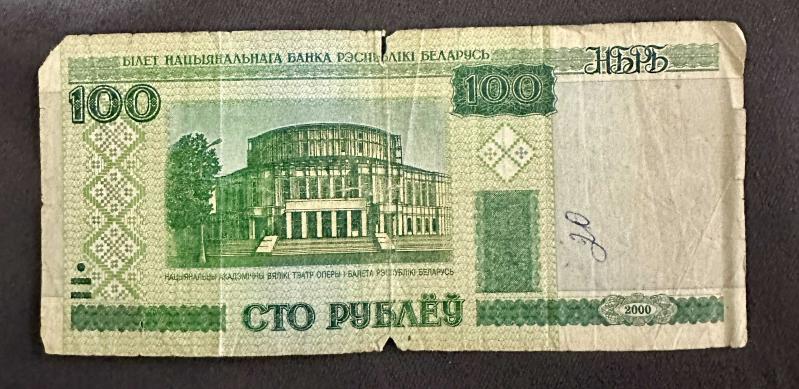 БІЛЕТ НАЦЫЯНАЛЬНАГА БАНКА РЭСПУБЛІКІ БЕЛАРУСЬ
НБРБ
100
100
НАЦЫЯНАЛЬНЫ АКАДЭМІЧНЫ ВЯЛІКІ ТЭАТР ОПЕРЫ І БАЛЕТА РЭСПУБЛІКІ БЕЛАРУСЬ
СТО РУБЛЁЎ
2000